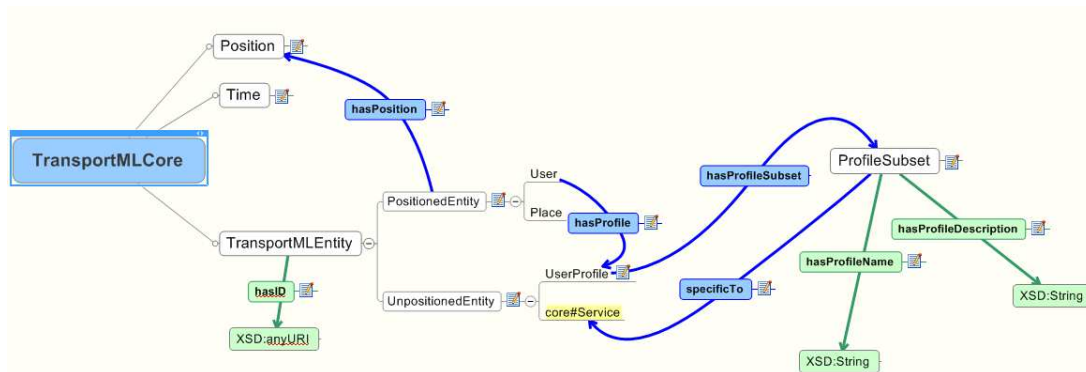 Position
Time
hasPosition
TransportMLCore
ProfileSubset
User
hasProfileSubset
PositionedEntity
Place
hasProfile
hasProfileDescription
TransportMLEntity
hasProfileName
UserProfile
hasID
specificTo
XSD:String
UnpositionedEntity
core#Service
XSD:anyURI
XSD:String